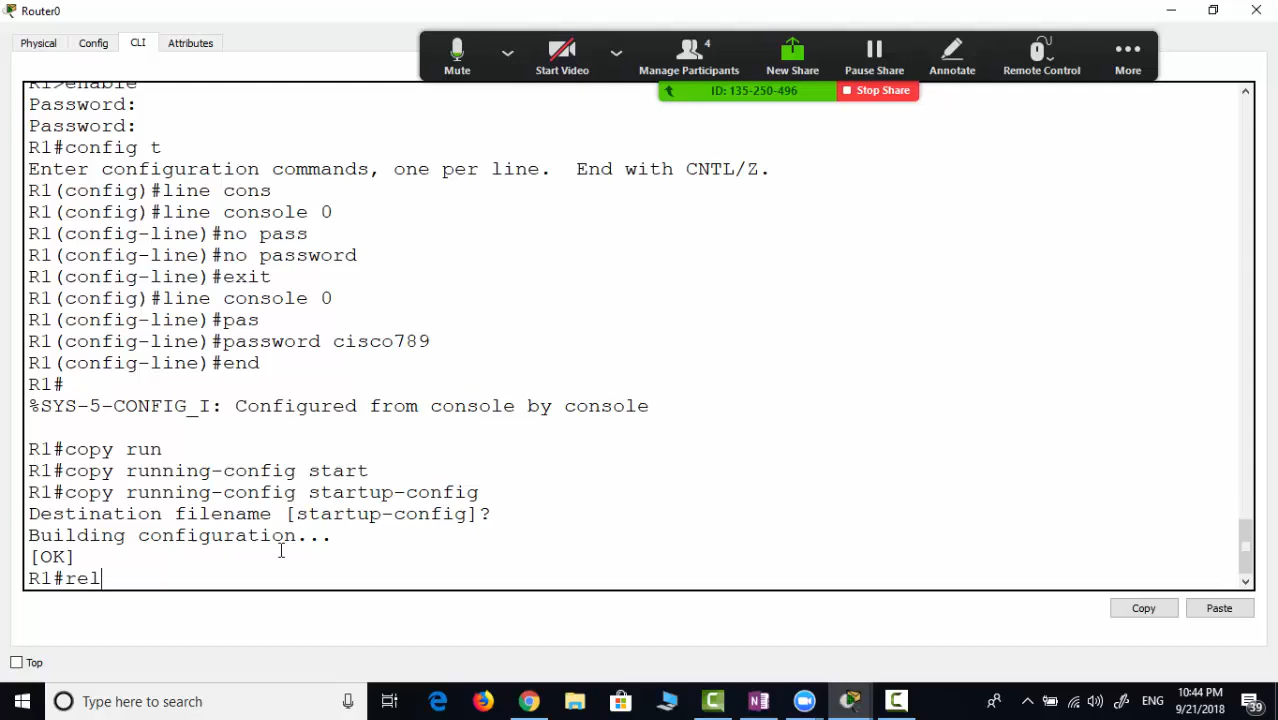 Router0
Physical Config CLI Attributes
Mute Start Video Manage Participants 4 New Share Pause Share Annotate Remote Control More
ID: 135-250-496 Stop Share
R1>enable
Password:
Password:
R1#config t
Enter configuration commands, one per line.  End with CNTL/Z.
R1(config)#line cons
R1(config)#line console 0
R1(config-line)#no pass
R1(config-line)#no password
R1(config-line)#exit
R1(config)#line console 0
R1(config-line)#pas
R1(config-line)#password cisco789
R1(config-line)#end
R1#
%SYS-5-CONFIG_I: Configured from console by console
R1#copy run
R1#copy running-config start
R1#copy running-config startup-config
Destination filename [startup-config]?
Building configuration...
[OK]
R1#rel
Copy Paste
Top
Type here to search
ENG
10:44 PM
9/21/2018
39